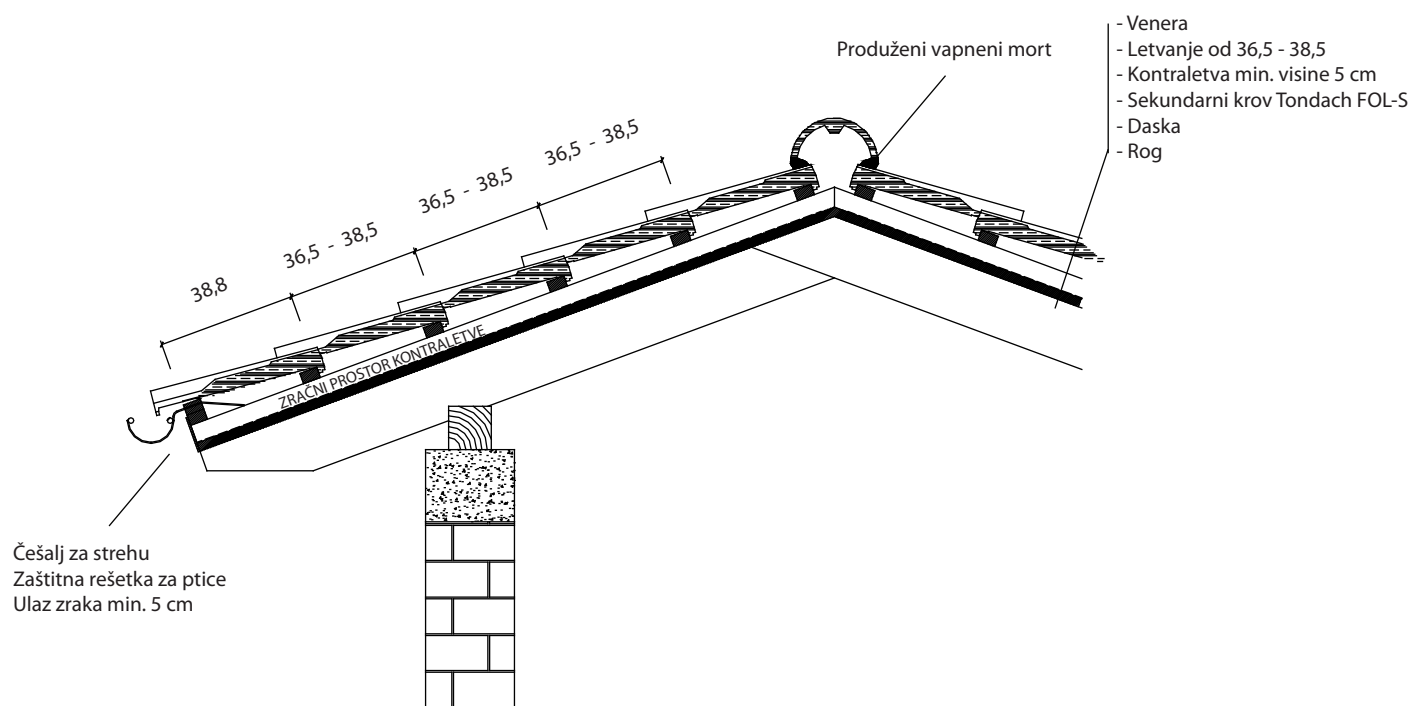 - Venera
- Letvanje od 36,5 - 38,5
- Kontraletva min. visine 5 cm
- Sekundarni krov Tondach FOL-S
- Daska
- Rog
Produženi vapneni mort
36,5 - 38,5
36,5 - 38,5
36,5 - 38,5
38,8
ZRAČNI PROSTOR KONTRALETVE
Češalj za strehu
Zaštitna rešetka za ptice
Ulaz zraka min. 5 cm